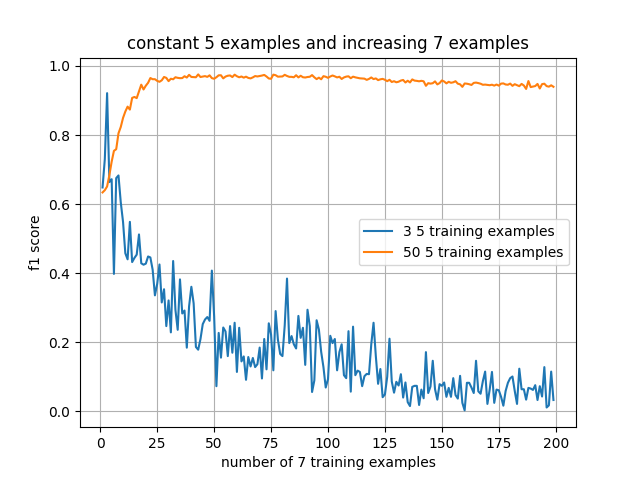 constant 5 examples and increasing 7 examples
1.0
0.8
0.6
0.4
0.2
0.0
f1 score
3 5 training examples
50 5 training examples
0 25 50 75 100 125 150 175 200
number of 7 training examples